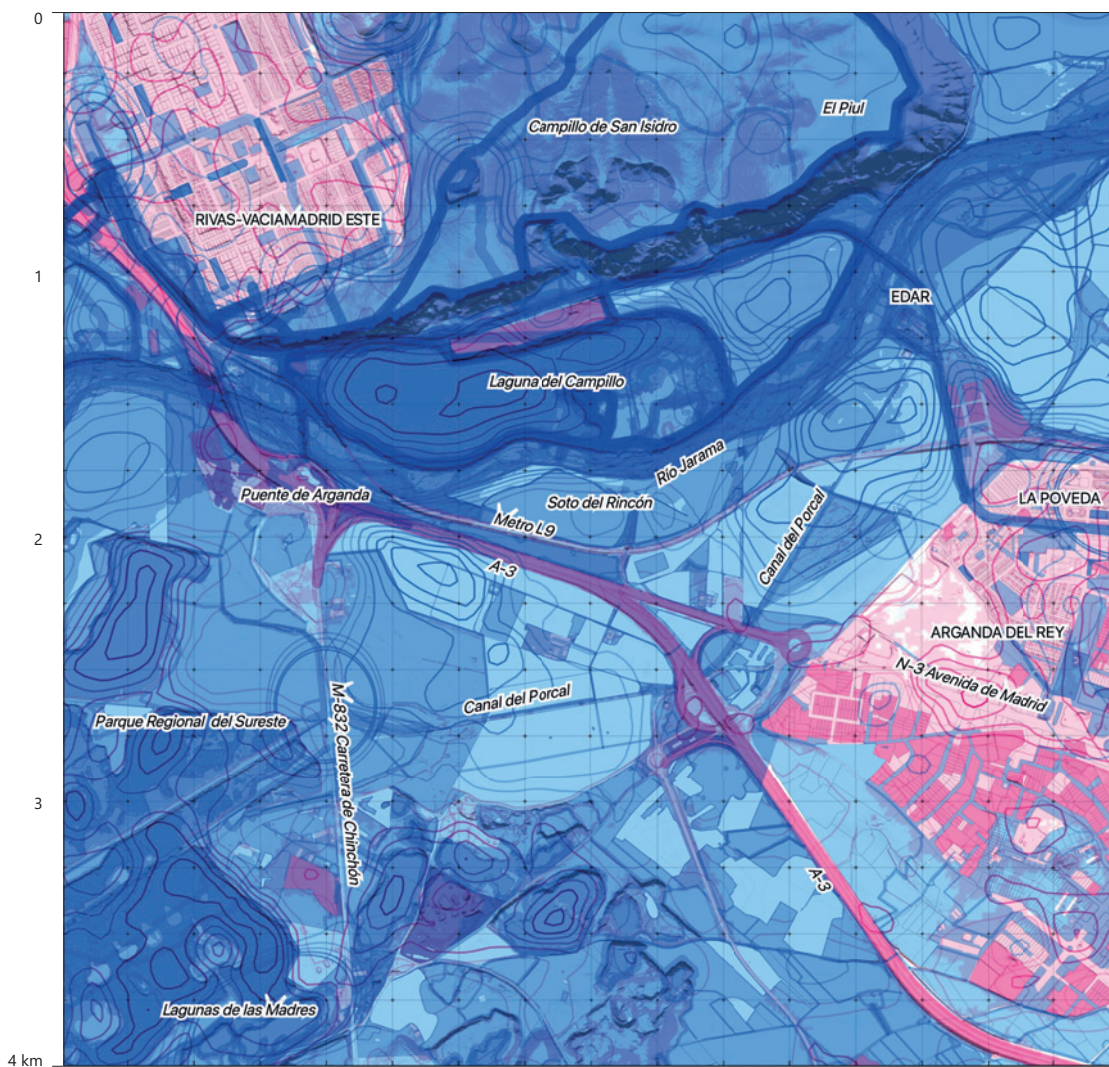 0
El Piul
Campillo de San Isidro
RIVAS-VACIAMADRID ESTE
1
EDAR
Laguna del Campillo
Río Jarama
Puente de Arganda
Soto del Rincón
LA POVEDA
Metro L9
Canal del Porcal
2
A-3
ARGANDA DEL REY
N-3 Avenida de Madrid
Canal del Porcal
Parque Regional del Sureste
M-832 Carretera de Chinchón
3
A-3
Lagunas de las Madres
4 km